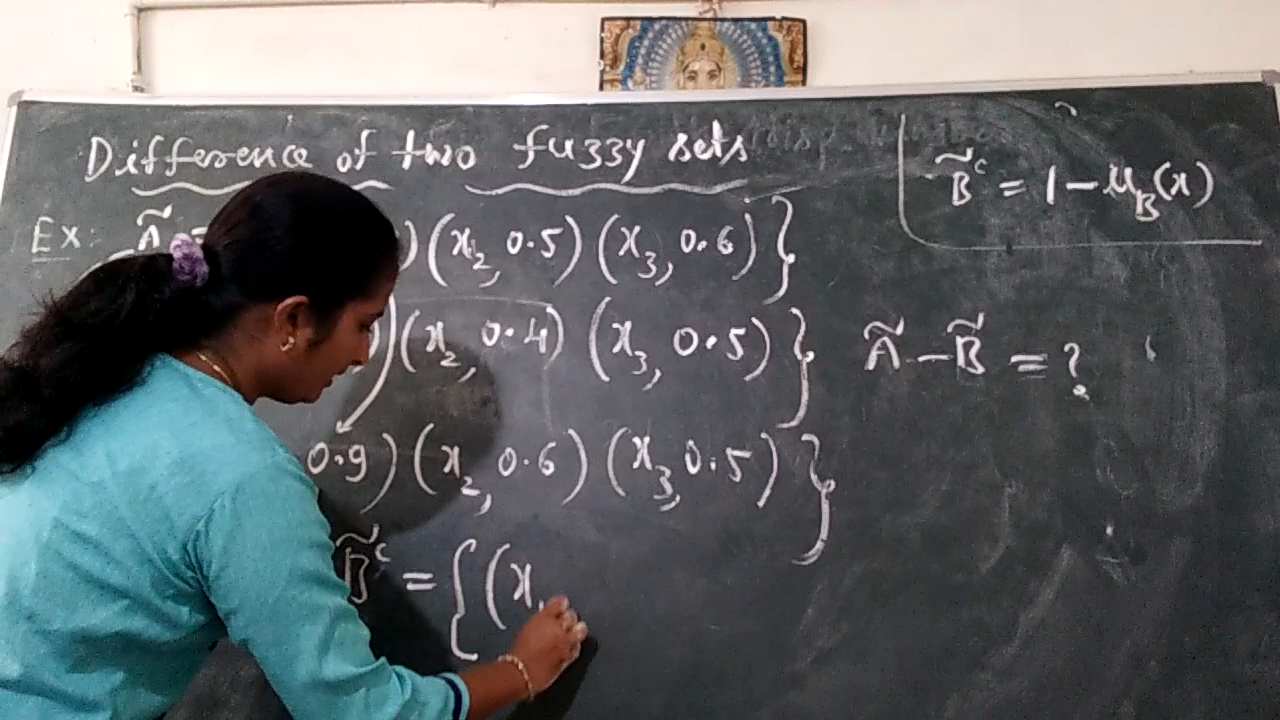 Difference of two fuzzy sets
B̃ᶜ = 1 - μ_B(x)
Ex: Ã = ) (x₂, 0.5) (x₃, 0.6) }
) (x₂, 0.4) (x₃, 0.5) } Ã - B̃ = ?
0.9) (x₂, 0.6) (x₃, 0.5) }
B̃ᶜ = { (x